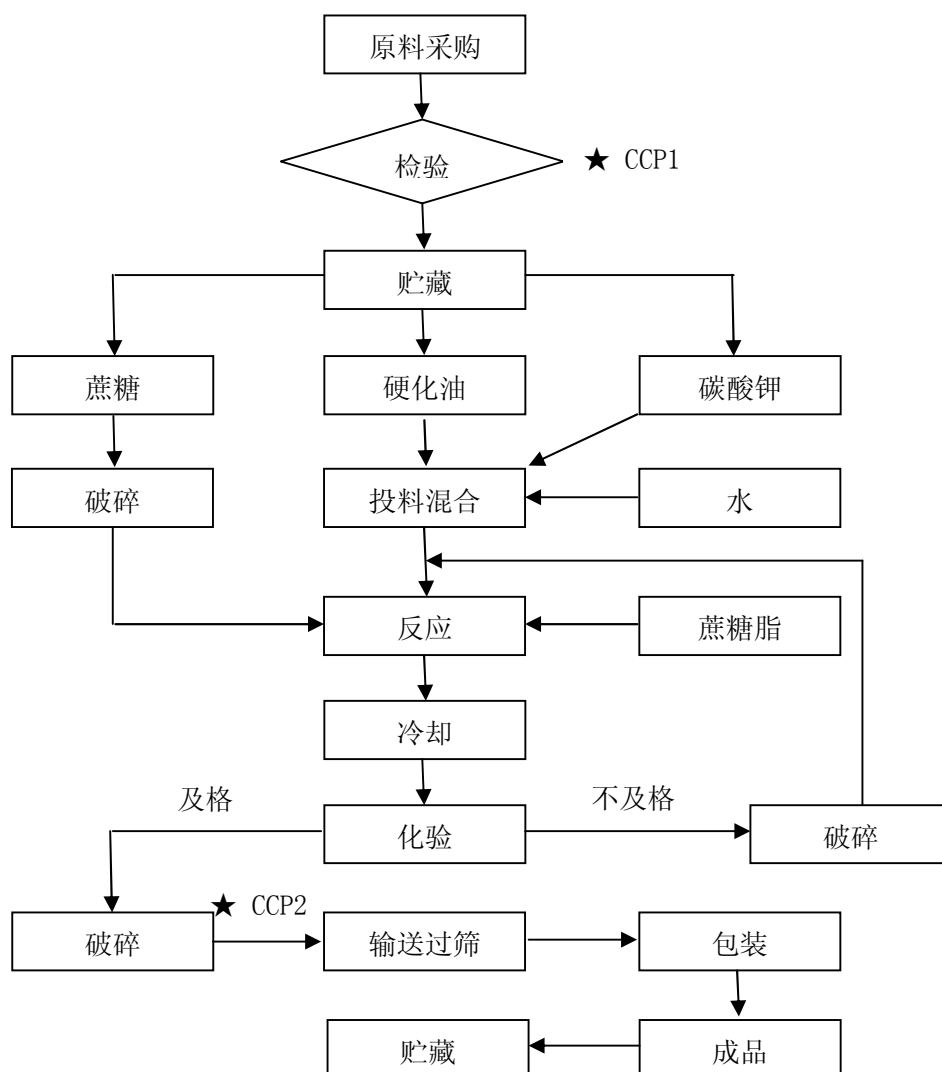 原料采购
检验
★ CCP1
贮藏
蔗糖
硬化油
碳酸钾
破碎
投料混合
水
反应
蔗糖脂
冷却
及格
不及格
化验
破碎
★ CCP2
破碎
输送过筛
包装
贮藏
成品